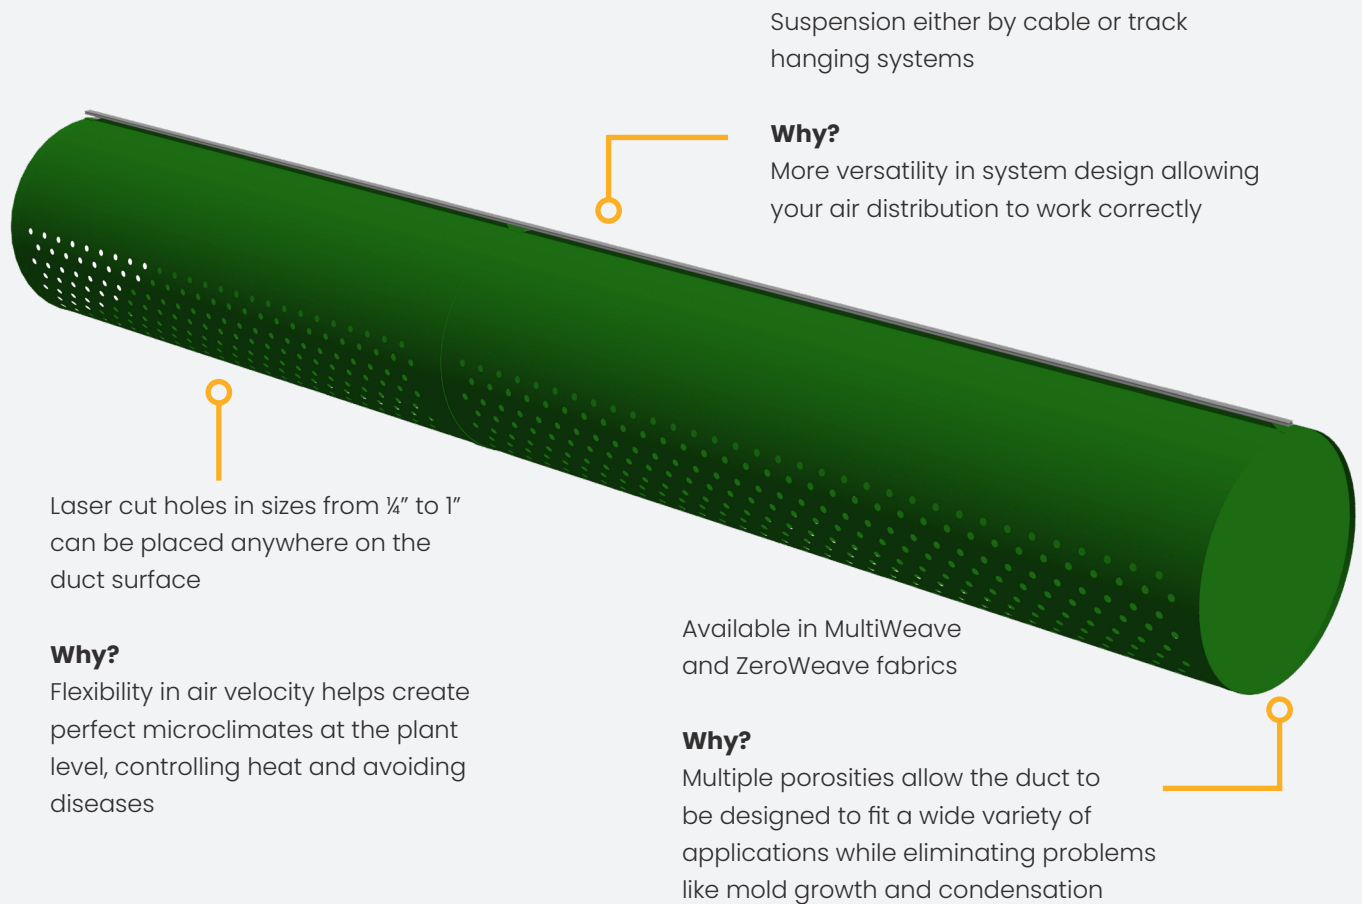 Suspension either by cable or track
hanging systems
Why?
More versatility in system design allowing
your air distribution to work correctly
Laser cut holes in sizes from ¼” to 1”
can be placed anywhere on the
duct surface
Why?
Flexibility in air velocity helps create
perfect microclimates at the plant
level, controlling heat and avoiding
diseases
Available in MultiWeave
and ZeroWeave fabrics
Why?
Multiple porosities allow the duct to
be designed to fit a wide variety of
applications while eliminating problems
like mold growth and condensation